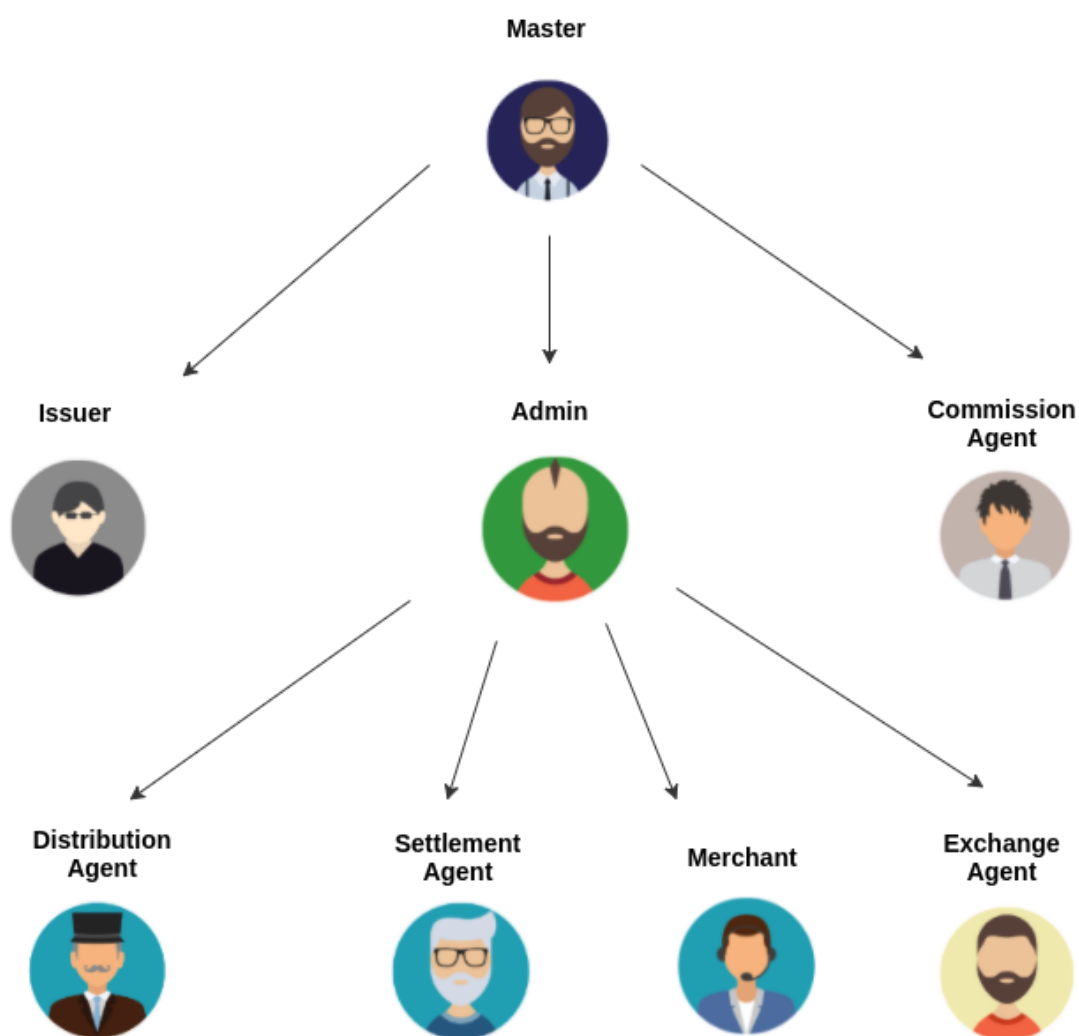 Master
Issuer
Admin
Commission
Agent
Distribution
Agent
Settlement
Agent
Merchant
Exchange
Agent